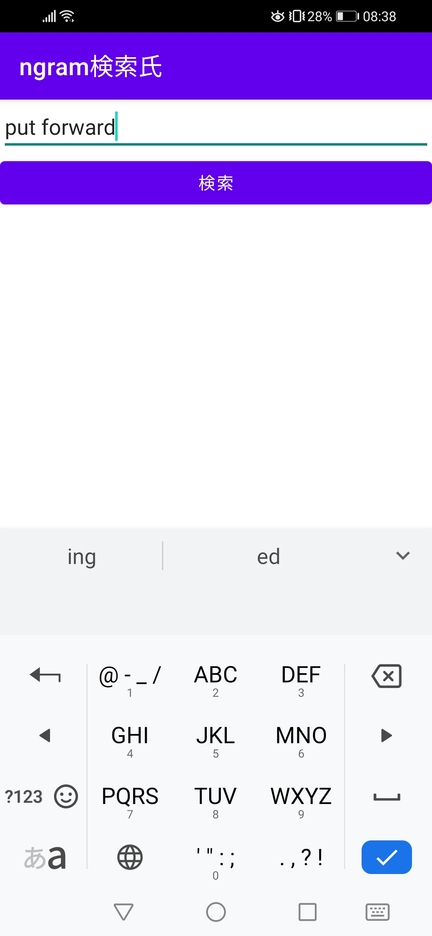 28% 08:38
ngram検索氏
put forward
検索
ing ed
@-_/ ABC DEF
1 2 3
GHI JKL MNO
4 5 6
?123 PQRS TUV WXYZ
7 8 9
あa '":; .,?!
0